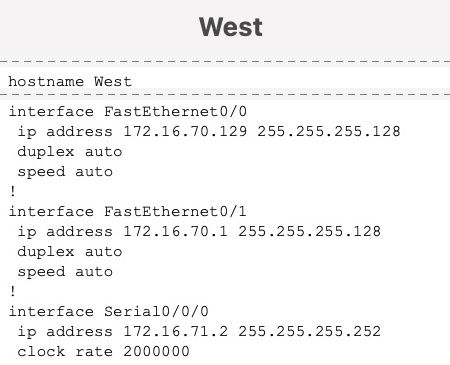 West
hostname West
interface FastEthernet0/0
 ip address 172.16.70.129 255.255.255.128
 duplex auto
 speed auto
!
interface FastEthernet0/1
 ip address 172.16.70.1 255.255.255.128
 duplex auto
 speed auto
!
interface Serial0/0/0
 ip address 172.16.71.2 255.255.255.252
 clock rate 2000000